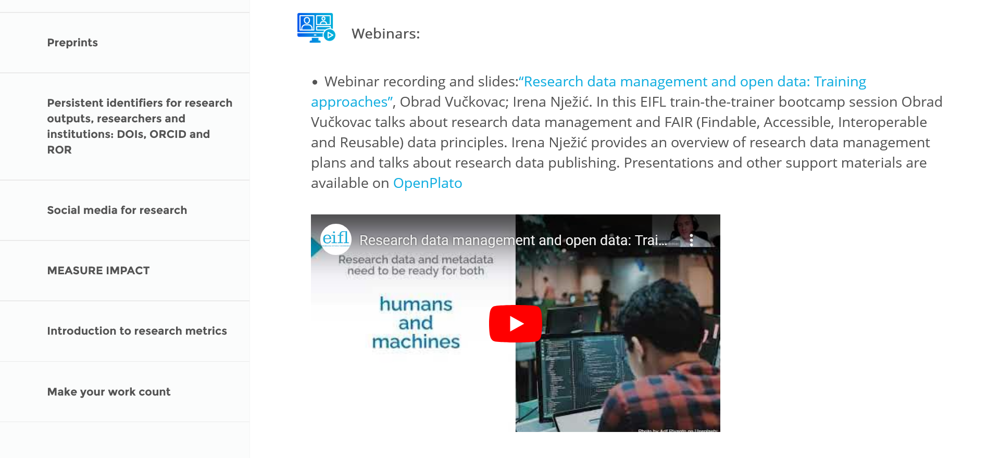 Preprints
Persistent identifiers for research
outputs, researchers and
institutions: DOIs, ORCID and
ROR
Social media for research
MEASURE IMPACT
Introduction to research metrics
Make your work count
Webinars:
• Webinar recording and slides:“Research data management and open data: Training
approaches”, Obrad Vučkovac; Irena Nježić. In this EIFL train-the-trainer bootcamp session Obrad
Vučkovac talks about research data management and FAIR (Findable, Accessible, Interoperable
and Reusable) data principles. Irena Nježić provides an overview of research data management
plans and talks about research data publishing. Presentations and other support materials are
available on OpenPlato
eifl
Research data management and open data: Trai...
Research data and metadata
need to be ready for both
humans
and
machines
Photo by Arif Riyanto on Unsplash